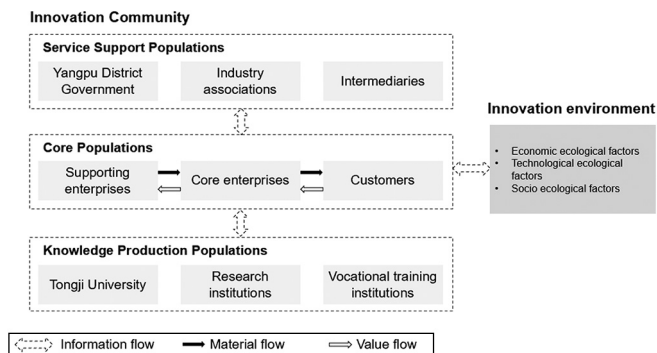 Innovation Community
Service Support Populations
Yangpu District
Government
Industry
associations
Intermediaries
Core Populations
Supporting
enterprises
Core enterprises
Customers
Knowledge Production Populations
Tongji University
Research
institutions
Vocational training
institutions
Innovation environment
• Economic ecological factors
• Technological ecological
factors
• Socio ecological factors
Information flow
Material flow
Value flow